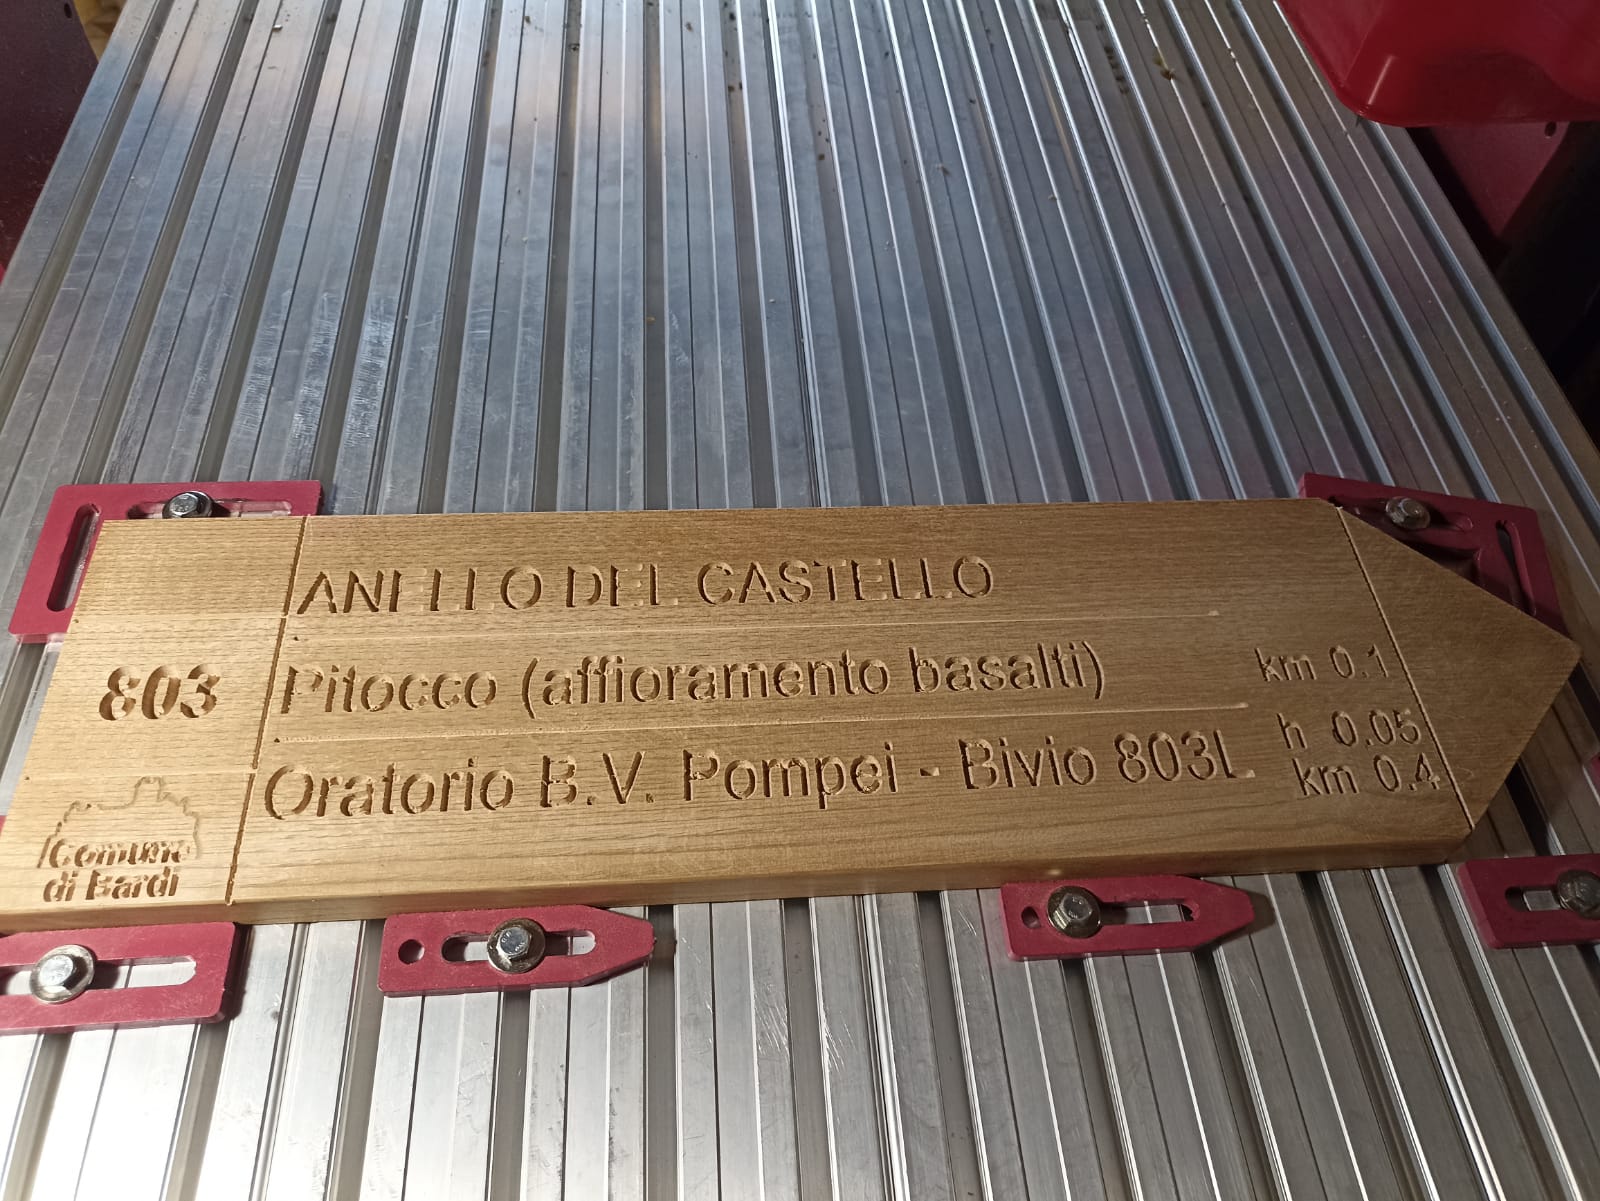 ANELLO DEL CASTELLO
803
Pitocco (affioramento basalti) km 0.1
h 0.05
Oratorio B.V. Pompei - Bivio 803L km 0.4
Comune
di Bardi